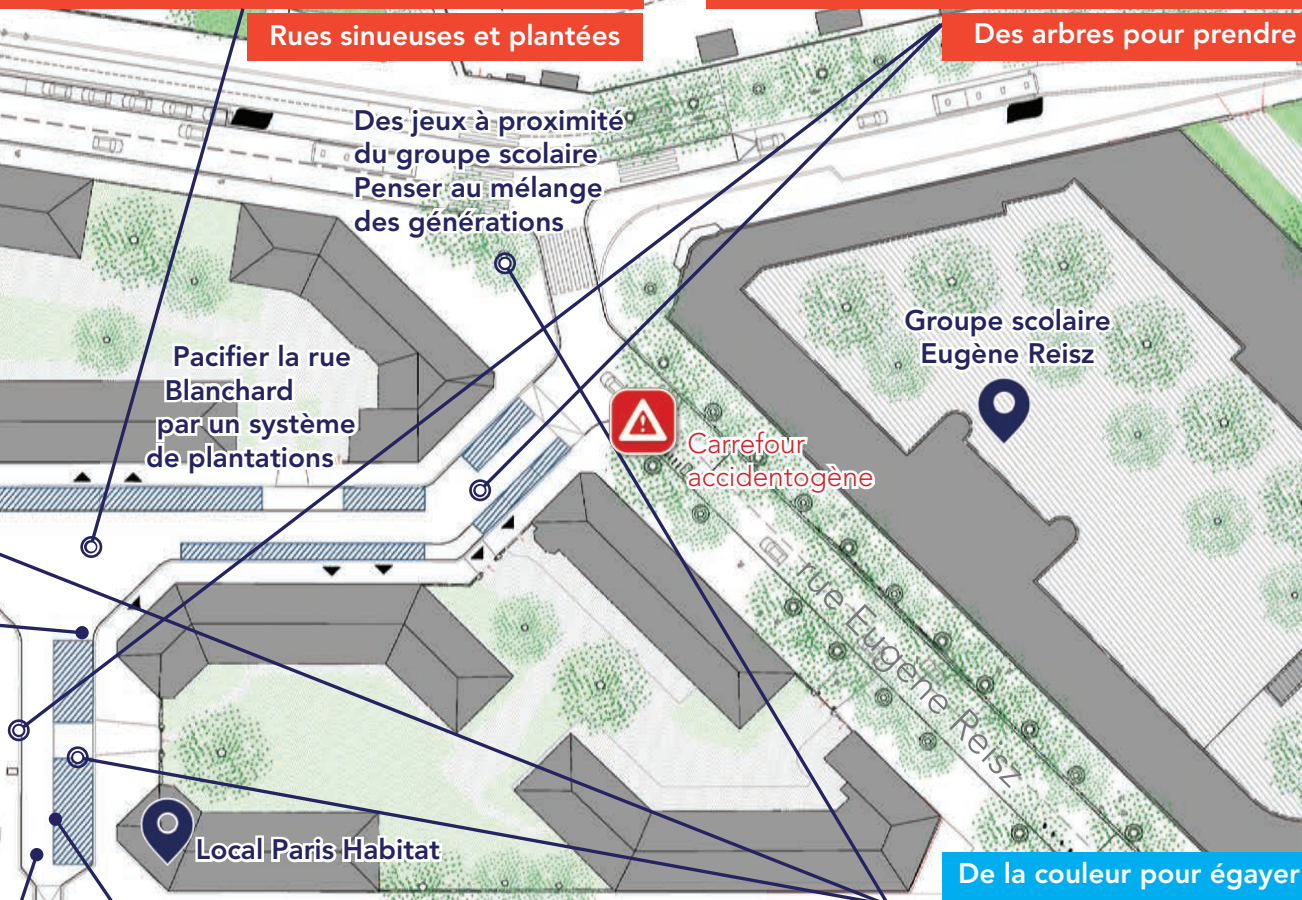 Rues sinueuses et plantées
Des arbres pour prendre
Des jeux à proximité
du groupe scolaire
Penser au mélange
des générations
Groupe scolaire
Eugène Reisz
Pacifier la rue
Blanchard
par un système
de plantations
Carrefour
accidentogène
rue Eugène Reisz
Local Paris Habitat
De la couleur pour égayer